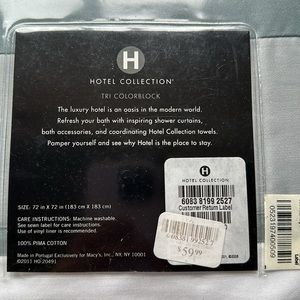 H
HOTEL COLLECTION
TRI COLORBLOCK
The luxury hotel is an oasis in the modern world.
Refresh your bath with inspiring shower curtains,
bath accessories, and coordinating Hotel Collection towels.
Pamper yourself and see why Hotel is the place to stay.
SIZE. 72 in X 72 in (183 cm X 183 cm)
CARE INSTRUCTIONS: Machine washable.
See sewn label for care instructions.
Use of vinyl liner is recommended.
100% PIMA COTTON
Made in Portugal Exclusively for Macy's, Inc., NY, NY 10001
©2011
H
HOTEL COLLECTION
6083 8199 2527
Customer Return Label
608381992527
$59.99